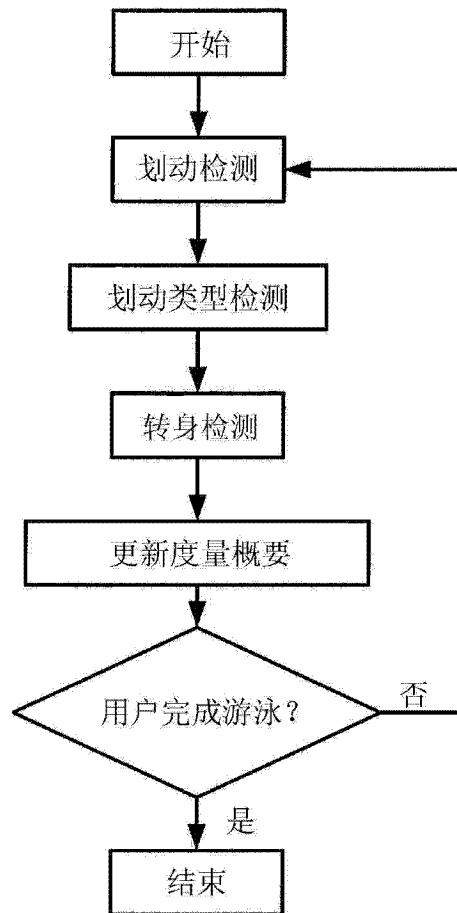 开始
划动检测
划动类型检测
转身检测
更新度量概要
用户完成游泳?
否
是
结束